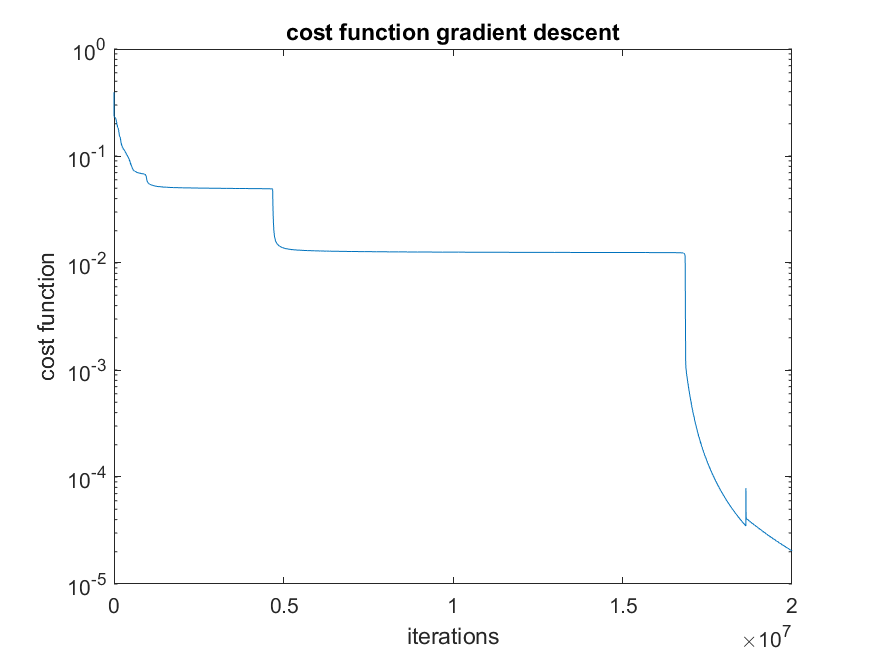 cost function gradient descent
10^0
10^-1
10^-2
10^-3
10^-4
10^-5
cost function
0 0.5 1 1.5 2
iterations
×10^7